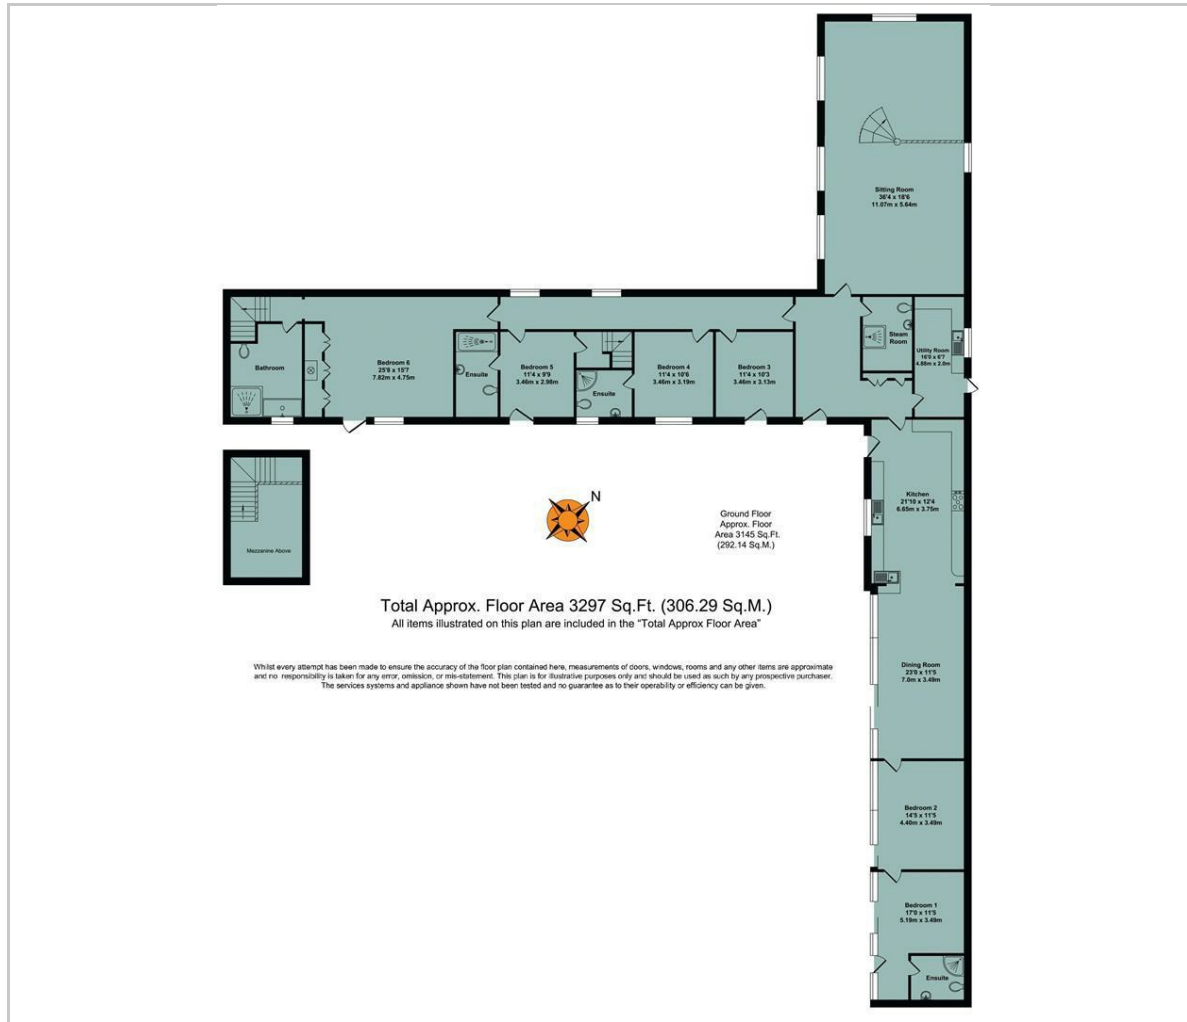 Sitting Room
36'4 x 18'6
11.07m x 5.64m
Steam
Room
Utility Room
16'0 x 6'7
4.88m x 2.0m
Bathroom
Bedroom 6
25'8 x 15'7
7.82m x 4.75m
Ensuite
Bedroom 5
11'4 x 9'9
3.46m x 2.98m
Ensuite
Bedroom 4
11'4 x 10'6
3.46m x 3.19m
Bedroom 3
11'4 x 10'3
3.46m x 3.13m
Kitchen
21'10 x 12'4
6.65m x 3.75m
Mezzanine Above
N
Ground Floor
Approx. Floor
Area 3145 Sq.Ft.
(292.14 Sq.M.)
Total Approx. Floor Area 3297 Sq.Ft. (306.29 Sq.M.)
All items illustrated on this plan are included in the "Total Approx Floor Area"
Whilst every attempt has been made to ensure the accuracy of the floor plan contained here, measurements of doors, windows, rooms and any other items are approximate
and no responsibility is taken for any error, omission, or mis-statement. This plan is for illustrative purposes only and should be used as such by any prospective purchaser.
The services systems and appliance shown have not been tested and no guarantee as to their operability or efficiency can be given.
Dining Room
23'0 x 11'5
7.0m x 3.49m
Bedroom 2
14'5 x 11'5
4.40m x 3.49m
Bedroom 1
17'0 x 11'5
5.19m x 3.49m
Ensuite